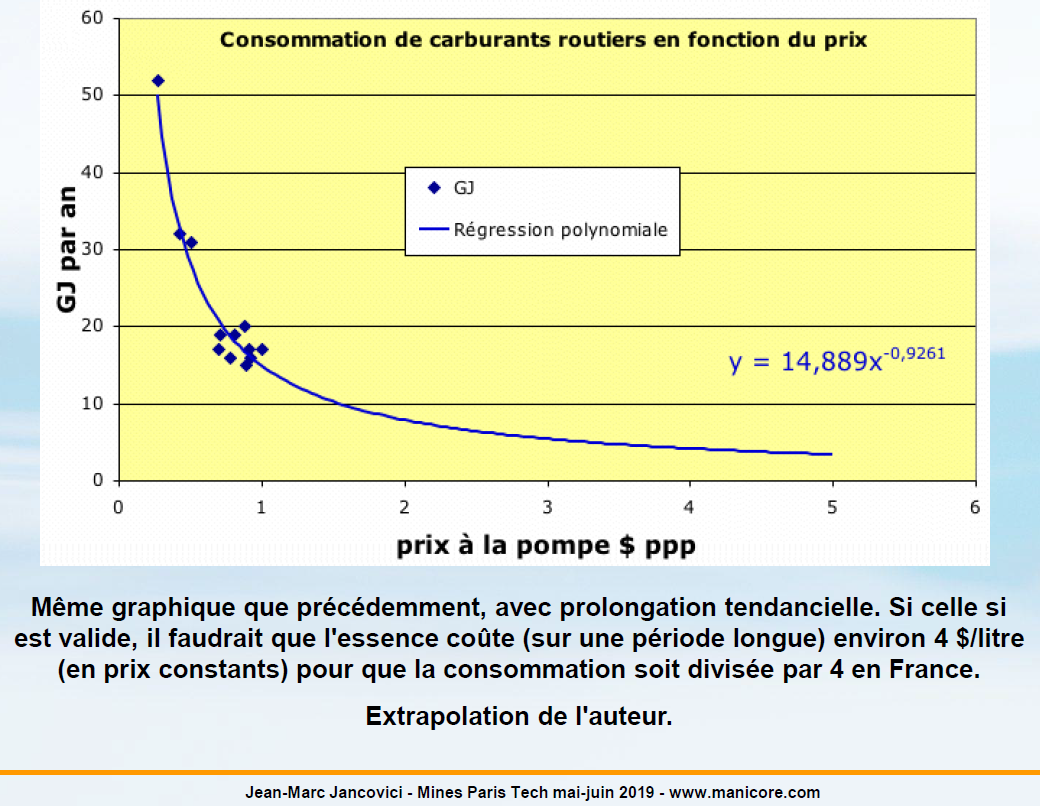 Consommation de carburants routiers en fonction du prix
60
50
40
30
20
10
0
GJ par an
GJ
Régression polynomiale
y = 14,889x^-0,9261
0 1 2 3 4 5 6
prix à la pompe $ ppp
Même graphique que précédemment, avec prolongation tendancielle. Si celle si
est valide, il faudrait que l'essence coûte (sur une période longue) environ 4 $/litre
(en prix constants) pour que la consommation soit divisée par 4 en France.
Extrapolation de l'auteur.
Jean-Marc Jancovici - Mines Paris Tech mai-juin 2019 - www.manicore.com